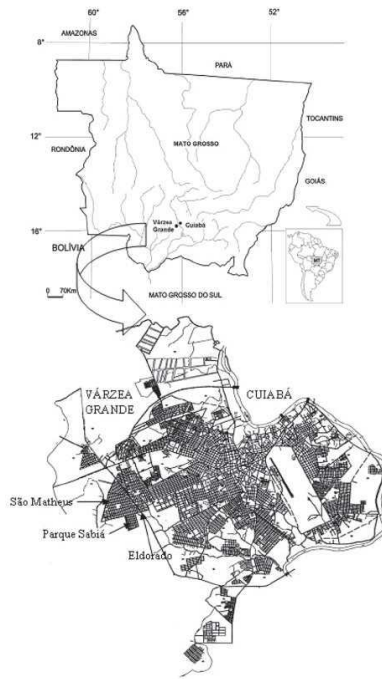 60° 56° 52°
AMAZONAS
8°
PARÁ
TOCANTINS
12°
RONDÔNIA
MATO GROSSO
GOIÁS
Várzea
Grande
Cuiabá
16°
BOLÍVIA
MT
0 70Km
MATO GROSSO DO SUL
VÁRZEA
GRANDE
CUIABÁ
São Matheus
Parque Sabiá
Eldorado